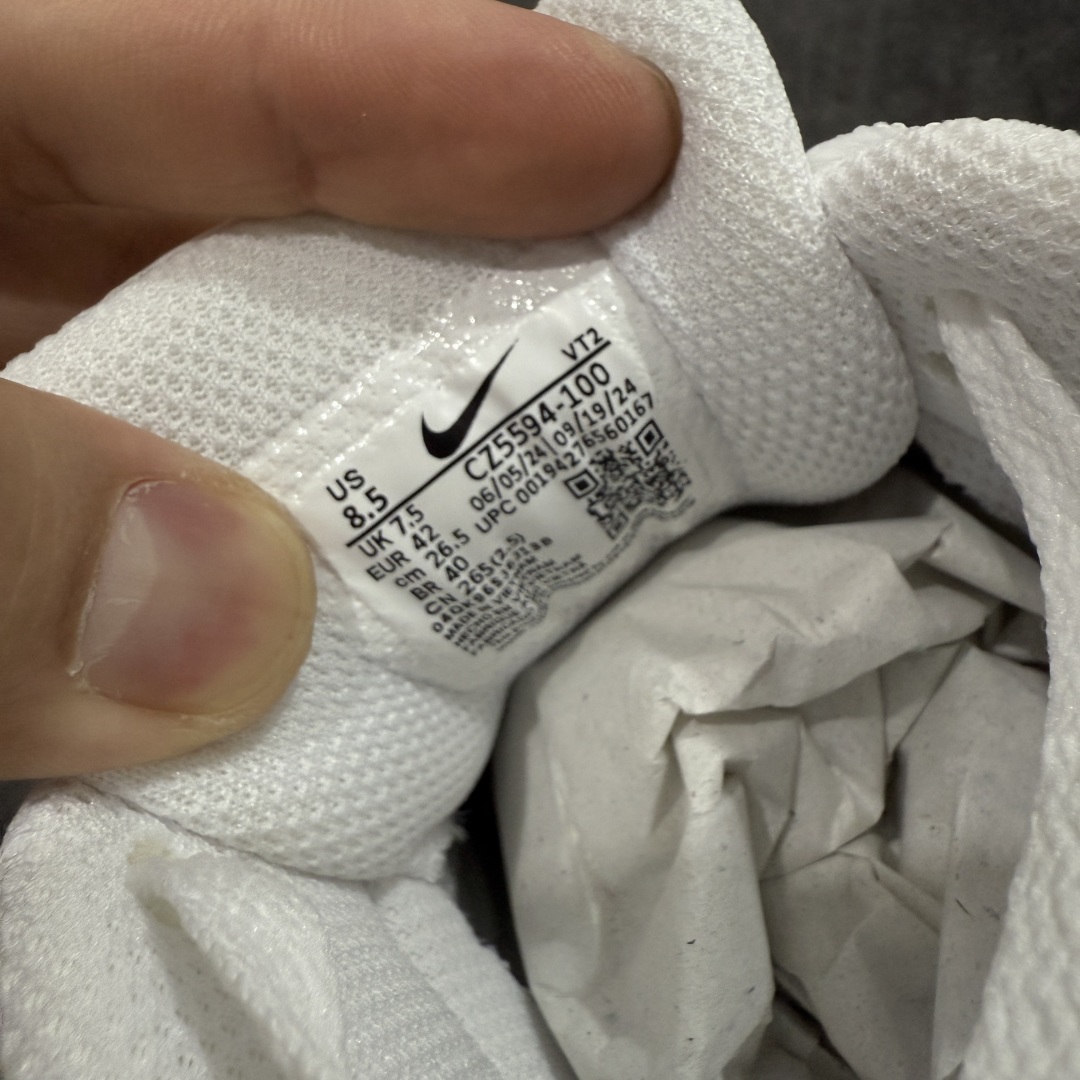 VT2
US
8.5
CZ5594-100
UK 7.5
06/05/24|09/19/24
EUR 42
UPC 00194276560167
cm 26.5
BR 40
CN 265(2.5)